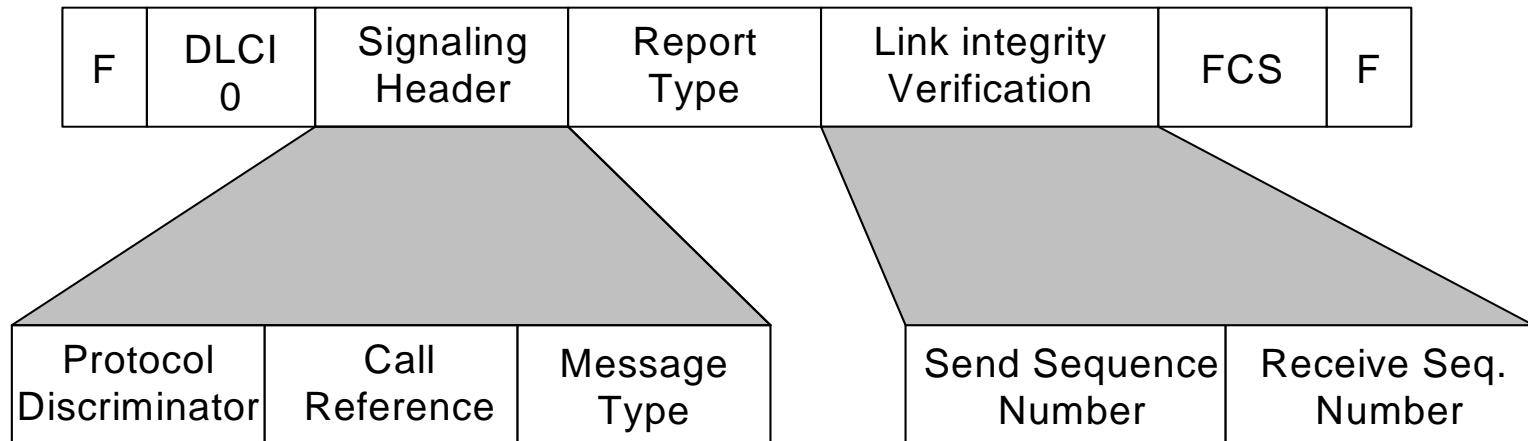 F
DLCI
0
Signaling
Header
Report
Type
Link integrity
Verification
FCS
F
Protocol
Discriminator
Call
Reference
Message
Type
Send Sequence
Number
Receive Seq.
Number